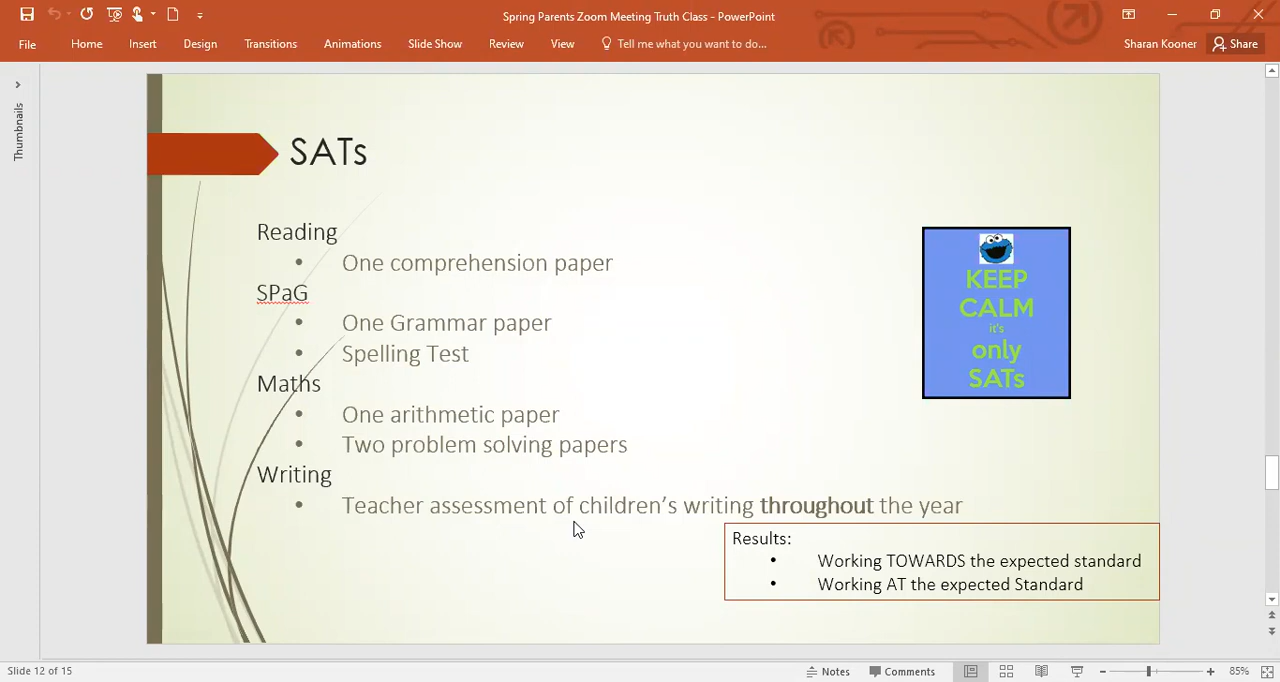 Spring Parents Zoom Meeting Truth Class - PowerPoint
File Home Insert Design Transitions Animations Slide Show Review View Tell me what you want to do... Sharan Kooner Share
Thumbnails
SATs
Reading
• One comprehension paper
SPaG
• One Grammar paper
• Spelling Test
Maths
• One arithmetic paper
• Two problem solving papers
Writing
• Teacher assessment of children's writing throughout the year
KEEP
CALM
it's
only
SATs
Results:
• Working TOWARDS the expected standard
• Working AT the expected Standard
Slide 12 of 15 Notes Comments 85%